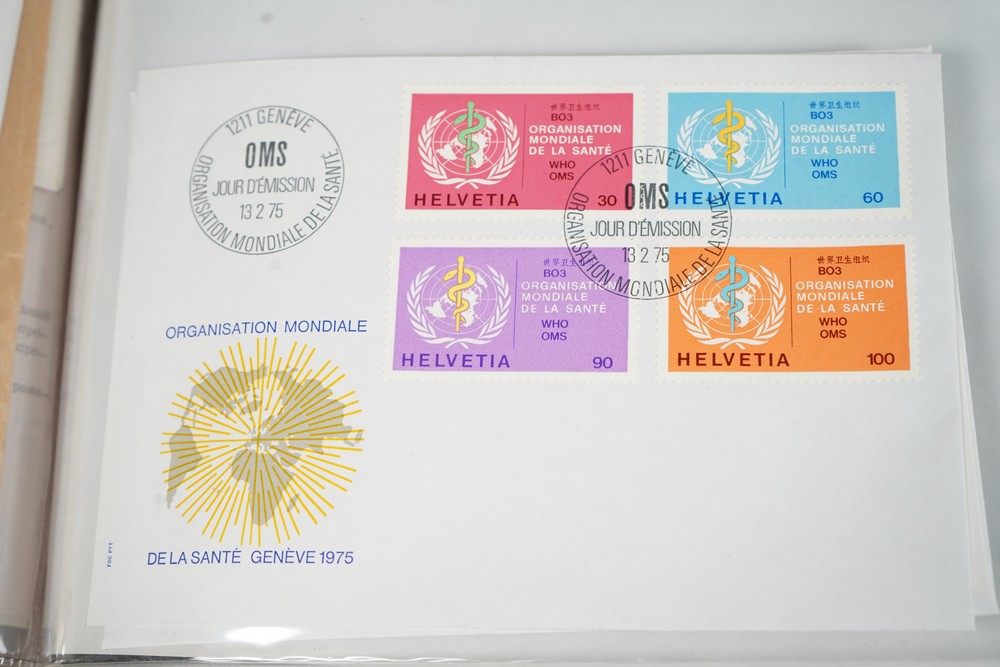 1211 GENÈVE
OMS
JOUR D'ÉMISSION
13 2 75
ORGANISATION MONDIALE DE LA SANTÉ
世界卫生组织
ВОЗ
ORGANISATION
MONDIALE
DE LA SANTÉ
WHO
OMS
HELVETIA 30
世界卫生组织
ВОЗ
ORGANISATION
MONDIALE
DE LA SANTÉ
WHO
OMS
HELVETIA 60
1211 GENÈVE
OMS
JOUR D'ÉMISSION
13 2 75
ORGANISATION MONDIALE DE LA SANTÉ
世界卫生组织
ВОЗ
ORGANISATION
MONDIALE
DE LA SANTÉ
WHO
OMS
HELVETIA 90
世界卫生组织
ВОЗ
ORGANISATION
MONDIALE
DE LA SANTÉ
WHO
OMS
HELVETIA 100
ORGANISATION MONDIALE
DE LA SANTÉ GENÈVE 1975